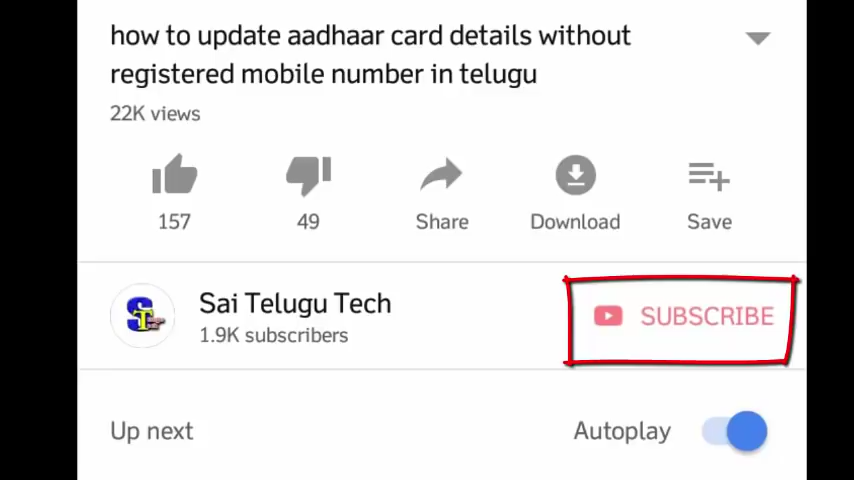 how to update aadhaar card details without
registered mobile number in telugu
22K views
157
49
Share
Download
Save
ST
Sai Telugu Tech
1.9K subscribers
SUBSCRIBE
Up next
Autoplay